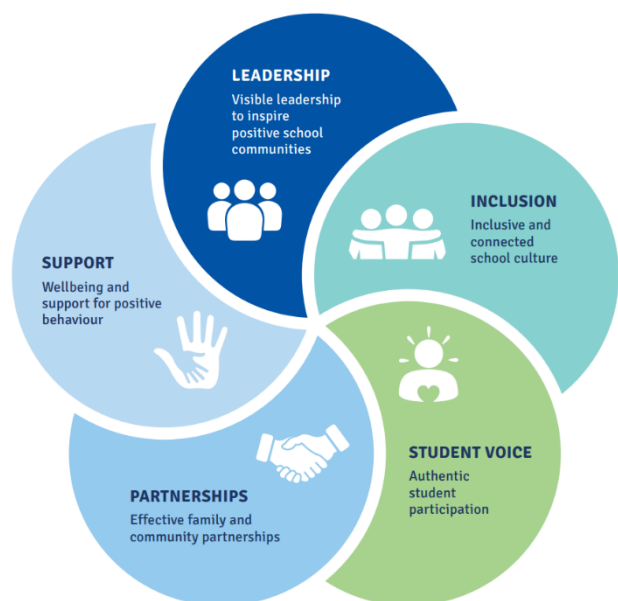 LEADERSHIP
Visible leadership
to inspire
positive school
communities
INCLUSION
Inclusive and
connected
school culture
STUDENT VOICE
Authentic
student
participation
PARTNERSHIPS
Effective family and
community partnerships
SUPPORT
Wellbeing and
support for positive
behaviour